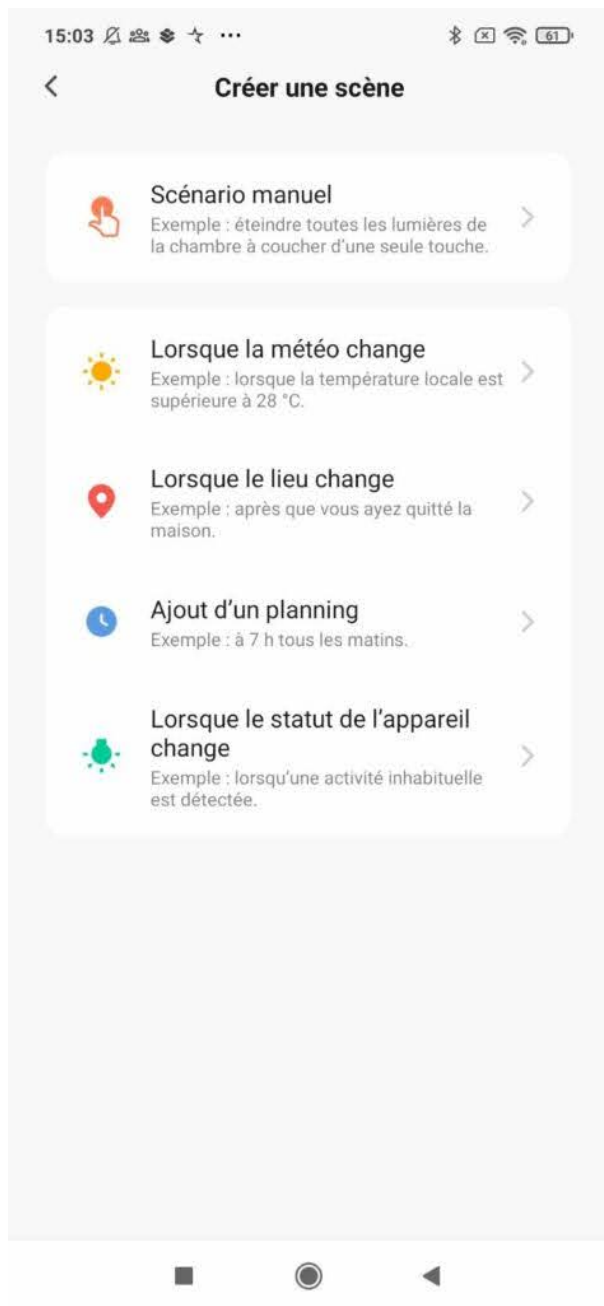 15:03
61
Créer une scène
Scénario manuel
Exemple : éteindre toutes les lumières de
la chambre à coucher d'une seule touche.
Lorsque la météo change
Exemple : lorsque la température locale est
supérieure à 28 °C.
Lorsque le lieu change
Exemple : après que vous ayez quitté la
maison.
Ajout d'un planning
Exemple : à 7 h tous les matins.
Lorsque le statut de l'appareil
change
Exemple : lorsqu'une activité inhabituelle
est détectée.